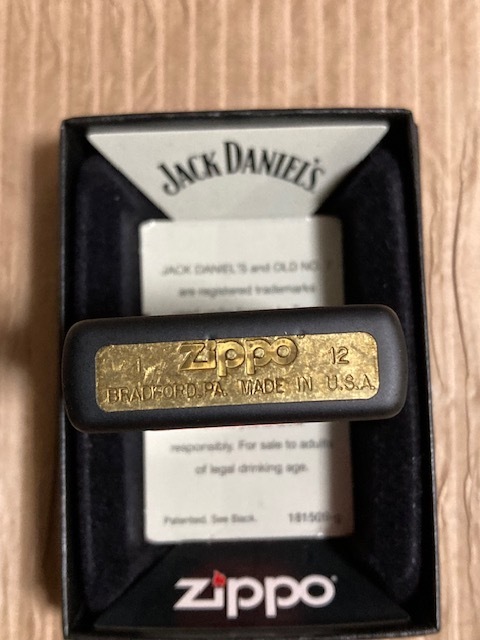 JACK DANIEL'S
JACK DANIEL'S and OLD NO. 7
are registered trademarks
I zippo® 12
BRADFORD.PA. MADE IN U.S.A.
responsibly. For sale to adults
of legal drinking age.
Patented. See Back.
zippo®